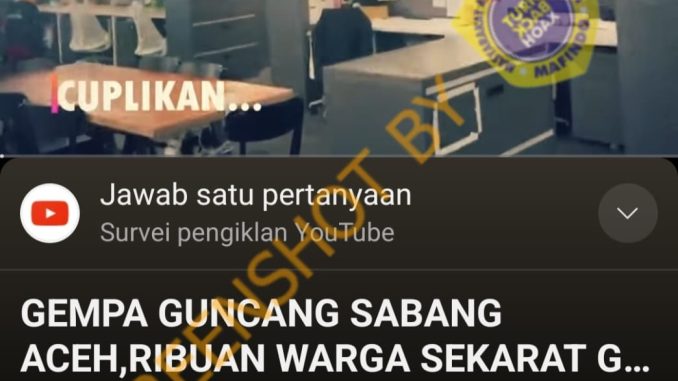 TURN BACK HOAX
MAFINDO
CUPLIKAN...
SCREENSHOT BY
Jawab satu pertanyaan
Survei pengiklan YouTube
GEMPA GUNCANG SABANG
ACEH,RIBUAN WARGA SEKARAT G...